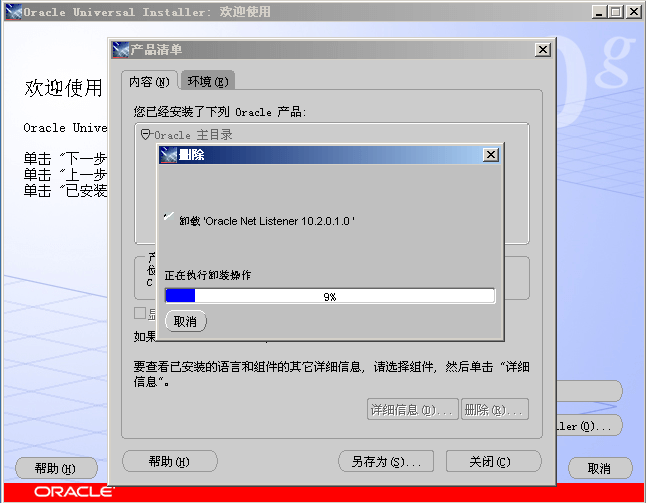 Oracle Universal Installer: 欢迎使用
产品清单
内容(N) 环境(E)
欢迎使用
您已经安装了下列 Oracle 产品:
Oracle 主目录
Oracle Unive
删除
单击 "下一步
单击 "上一步
单击 "已安装
卸载 'Oracle Net Listener 10.2.0.1.0 '
正在执行卸装操作
9%
取消
如果
要查看已安装的语言和组件的其它详细信息, 请选择组件, 然后单击 "详细
信息"。
详细信息(D)... 删除(R)...
ller(O)...
帮助(H) 另存为(S)... 关闭(C)
帮助(H) 取消
ORACLE
0g